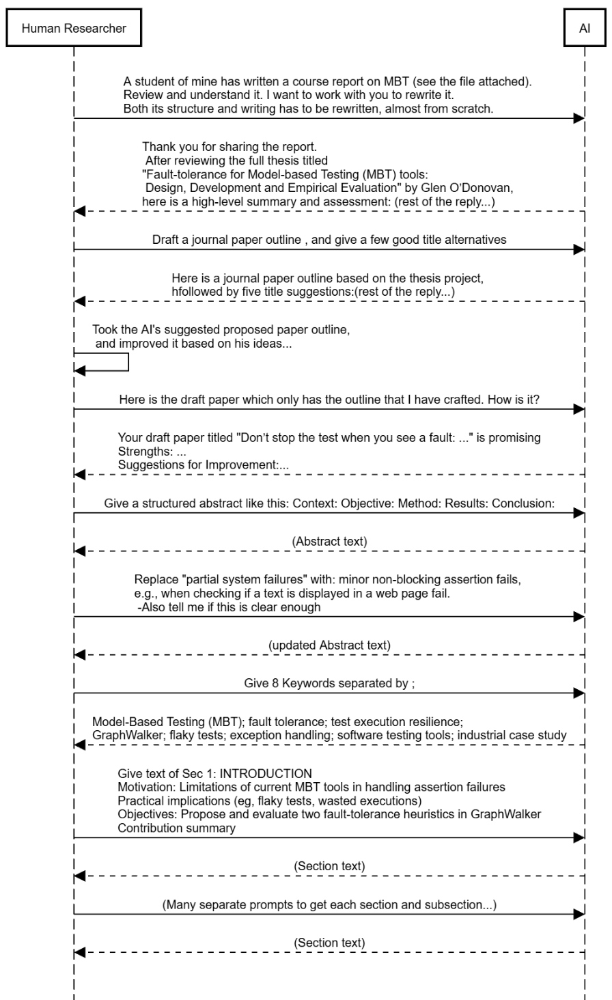 Human Researcher
AI
A student of mine has written a course report on MBT (see the file attached).
Review and understand it. I want to work with you to rewrite it.
Both its structure and writing has to be rewritten, almost from scratch.
Thank you for sharing the report.
After reviewing the full thesis titled
"Fault-tolerance for Model-based Testing (MBT) tools:
Design, Development and Empirical Evaluation" by Glen O’Donovan,
here is a high-level summary and assessment: (rest of the reply...)
Draft a journal paper outline , and give a few good title alternatives
Here is a journal paper outline based on the thesis project,
hfollowed by five title suggestions:(rest of the reply...)
Took the AI's suggested proposed paper outline,
and improved it based on his ideas...
Here is the draft paper which only has the outline that I have crafted. How is it?
Your draft paper titled "Don’t stop the test when you see a fault: ..." is promising
Strengths: ...
Suggestions for Improvement:...
Give a structured abstract like this: Context: Objective: Method: Results: Conclusion:
(Abstract text)
Replace "partial system failures" with: minor non-blocking assertion fails,
e.g., when checking if a text is displayed in a web page fail.
-Also tell me if this is clear enough
(updated Abstract text)
Give 8 Keywords separated by ;
Model-Based Testing (MBT); fault tolerance; test execution resilience;
GraphWalker; flaky tests; exception handling; software testing tools; industrial case study
Give text of Sec 1: INTRODUCTION
Motivation: Limitations of current MBT tools in handling assertion failures
Practical implications (eg, flaky tests, wasted executions)
Objectives: Propose and evaluate two fault-tolerance heuristics in GraphWalker
Contribution summary
(Section text)
(Many separate prompts to get each section and subsection...)
(Section text)